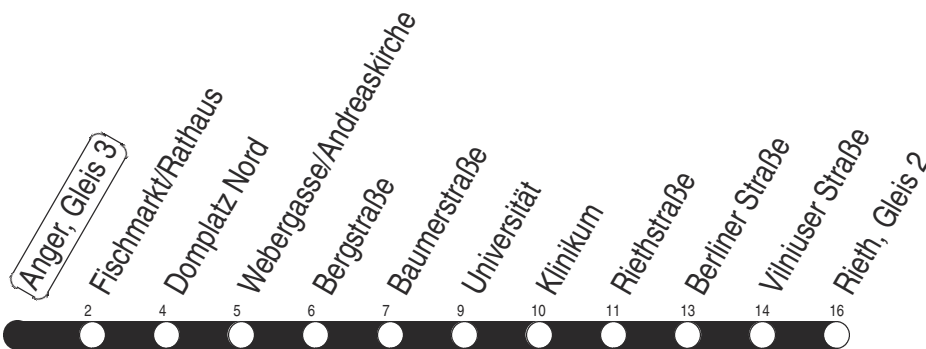 Anger, Gleis 3
Fischmarkt/Rathaus
Domplatz Nord
Webergasse/Andreaskirche
Bergstraße
Baumerstraße
Universität
Klinikum
Riethstraße
Berliner Straße
Vilniuser Straße
Rieth, Gleis 2
2 4 5 6 7 9 10 11 13 14 16